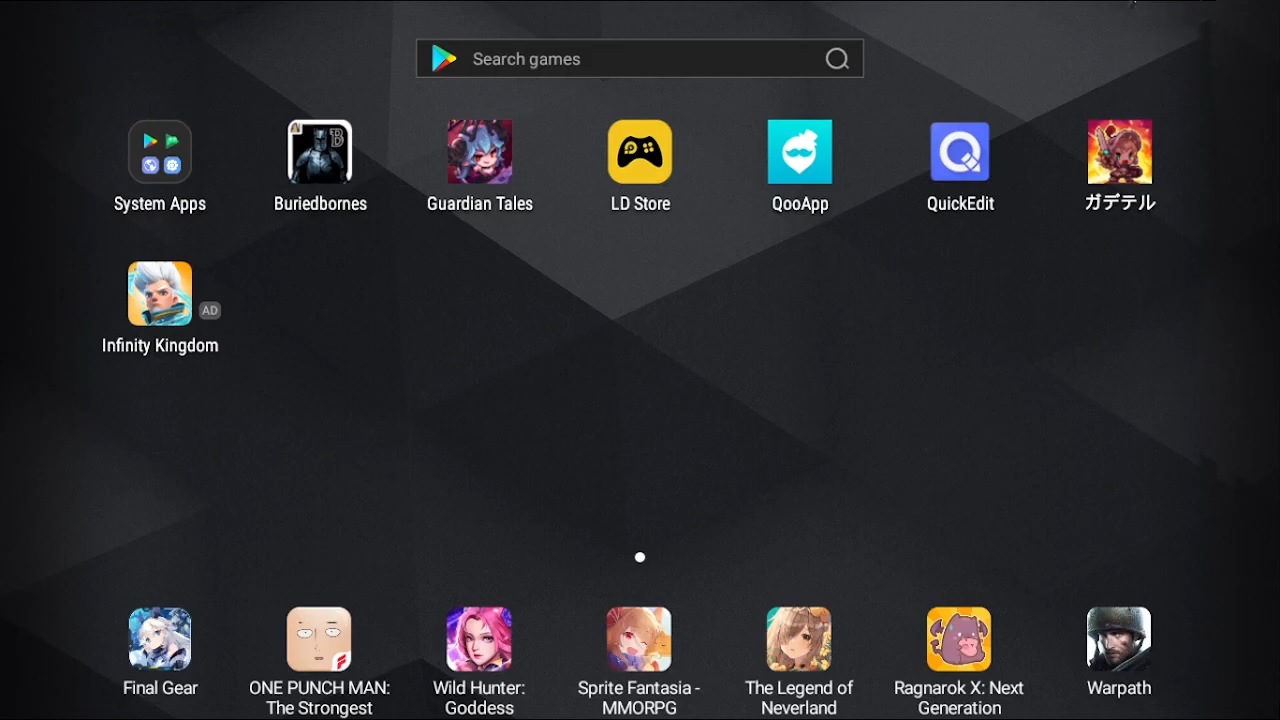 Search games
System Apps
Buriedbornes
Guardian Tales
LD Store
QooApp
QuickEdit
ガデテル
AD
Infinity Kingdom
Final Gear
ONE PUNCH MAN:
The Strongest
Wild Hunter:
Goddess
Sprite Fantasia -
MMORPG
The Legend of
Neverland
Ragnarok X: Next
Generation
Warpath